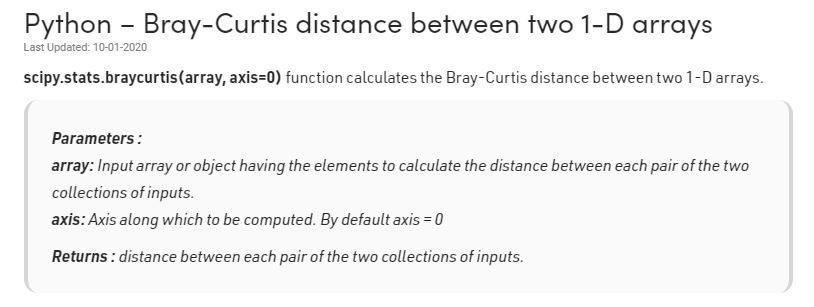 Python – Bray-Curtis distance between two 1-D arrays
Last Updated: 10-01-2020
scipy.stats.braycurtis(array, axis=0) function calculates the Bray-Curtis distance between two 1-D arrays.
Parameters :
array: Input array or object having the elements to calculate the distance between each pair of the two
collections of inputs.
axis: Axis along which to be computed. By default axis = 0
Returns : distance between each pair of the two collections of inputs.